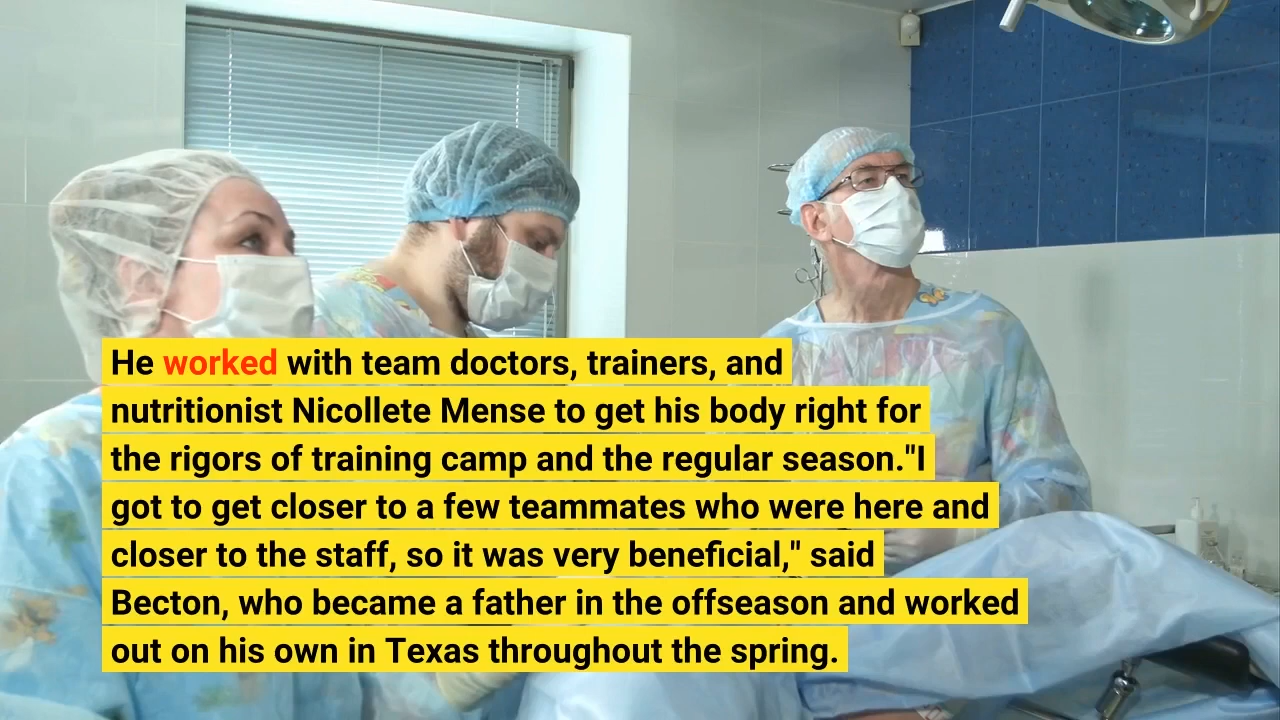 He worked with team doctors, trainers, and
nutritionist Nicollete Mense to get his body right for
the rigors of training camp and the regular season."I
got to get closer to a few teammates who were here and
closer to the staff, so it was very beneficial," said
Becton, who became a father in the offseason and worked
out on his own in Texas throughout the spring.